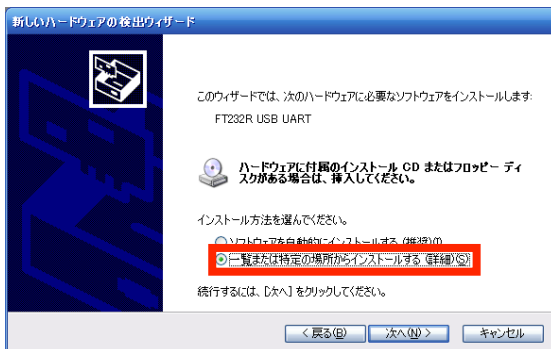 新しいハードウェアの検出ウィザード
このウィザードでは、次のハードウェアに必要なソフトウェアをインストールします:
FT232R USB UART
ハードウェアに付属のインストール CD またはフロッピー ディ
スクがある場合は、挿入してください。
インストール方法を選んでください。
ソフトウェアを自動的にインストールする (推奨)(I)
一覧または特定の場所からインストールする (詳細)(S)
続行するには、[次へ] をクリックしてください。
< 戻る(B)
次へ(N) >
キャンセル